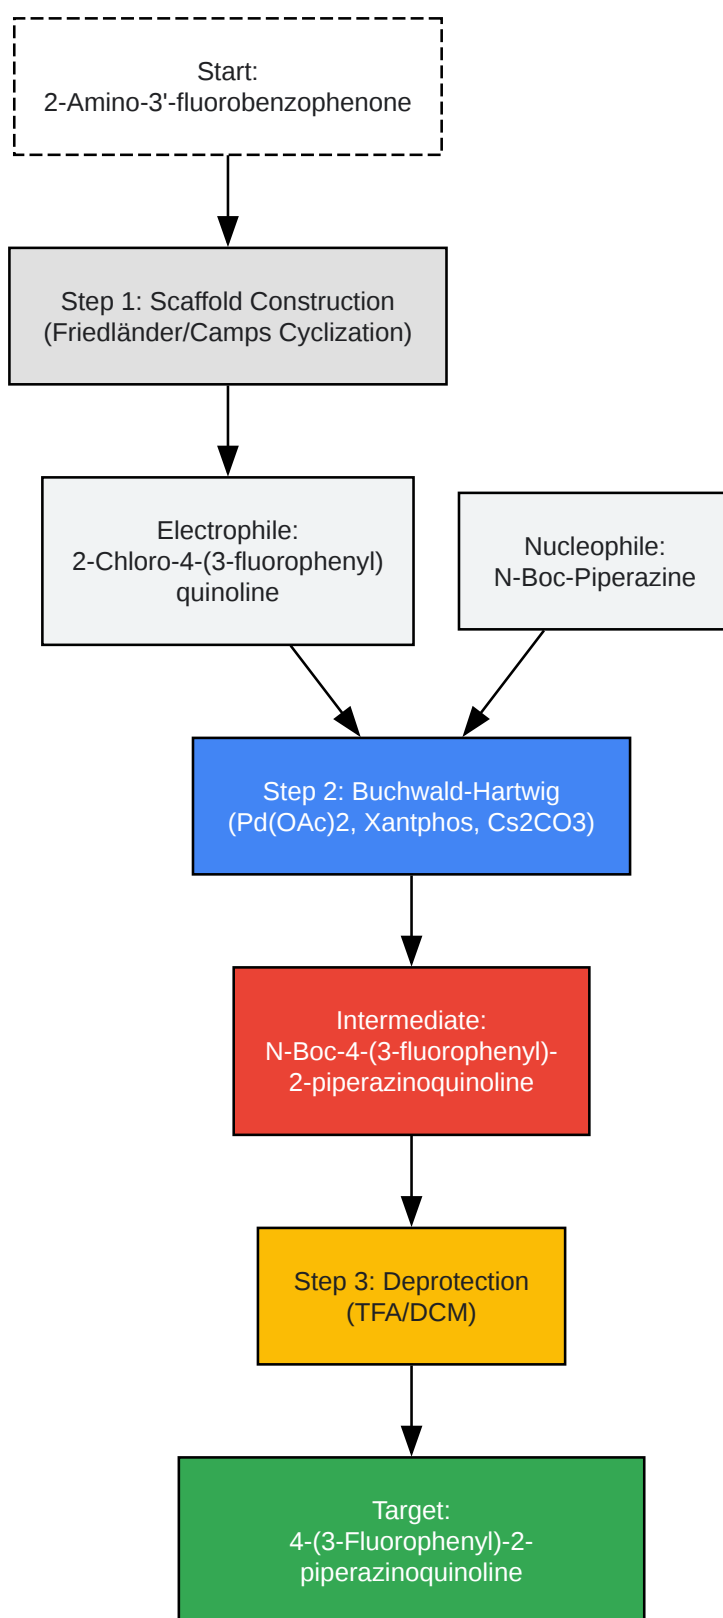 Start:
2-Amino-3'-fluorobenzophenone
Step 1: Scaffold Construction
(Friedländer/Camps Cyclization)
Electrophile:
2-Chloro-4-(3-fluorophenyl)
quinoline
Nucleophile:
N-Boc-Piperazine
Step 2: Buchwald-Hartwig
(Pd(OAc)2, Xantphos, Cs2CO3)
Intermediate:
N-Boc-4-(3-fluorophenyl)-
2-piperazinoquinoline
Step 3: Deprotection
(TFA/DCM)
Target:
4-(3-Fluorophenyl)-2-
piperazinoquinoline